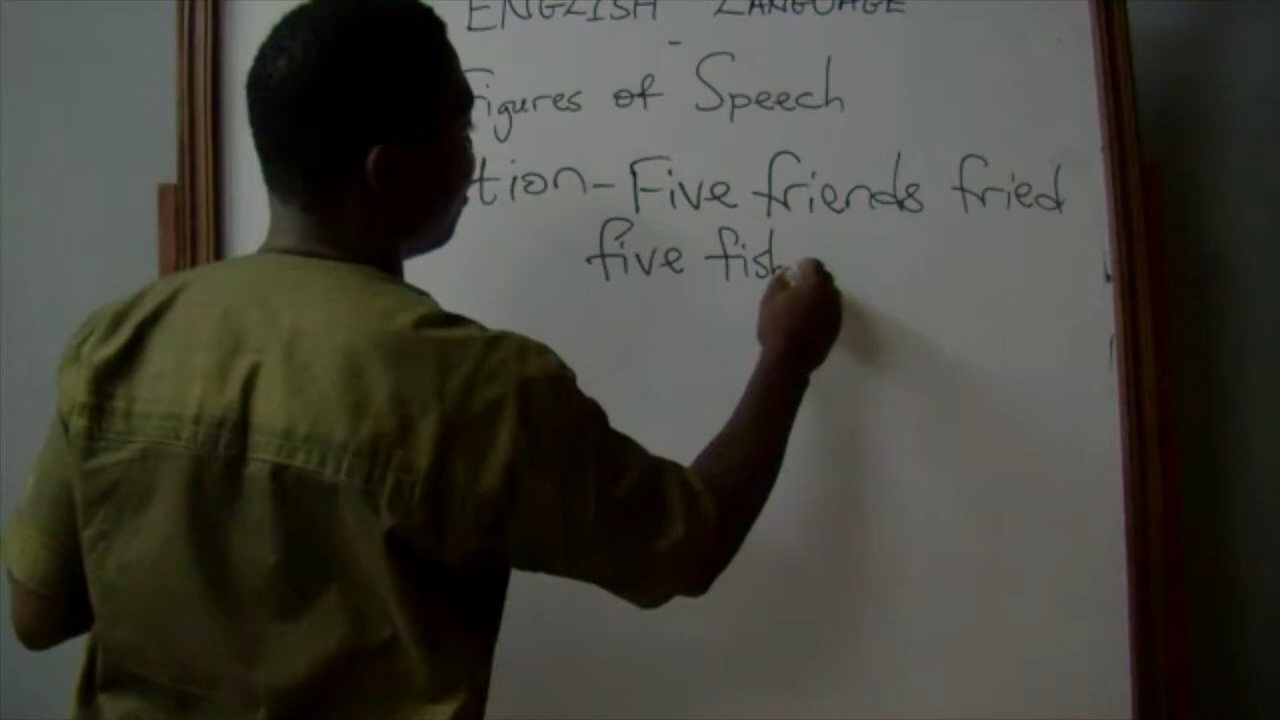 ENGLISH LANGUAGE
Figures of Speech
tion - Five friends fried
five fish